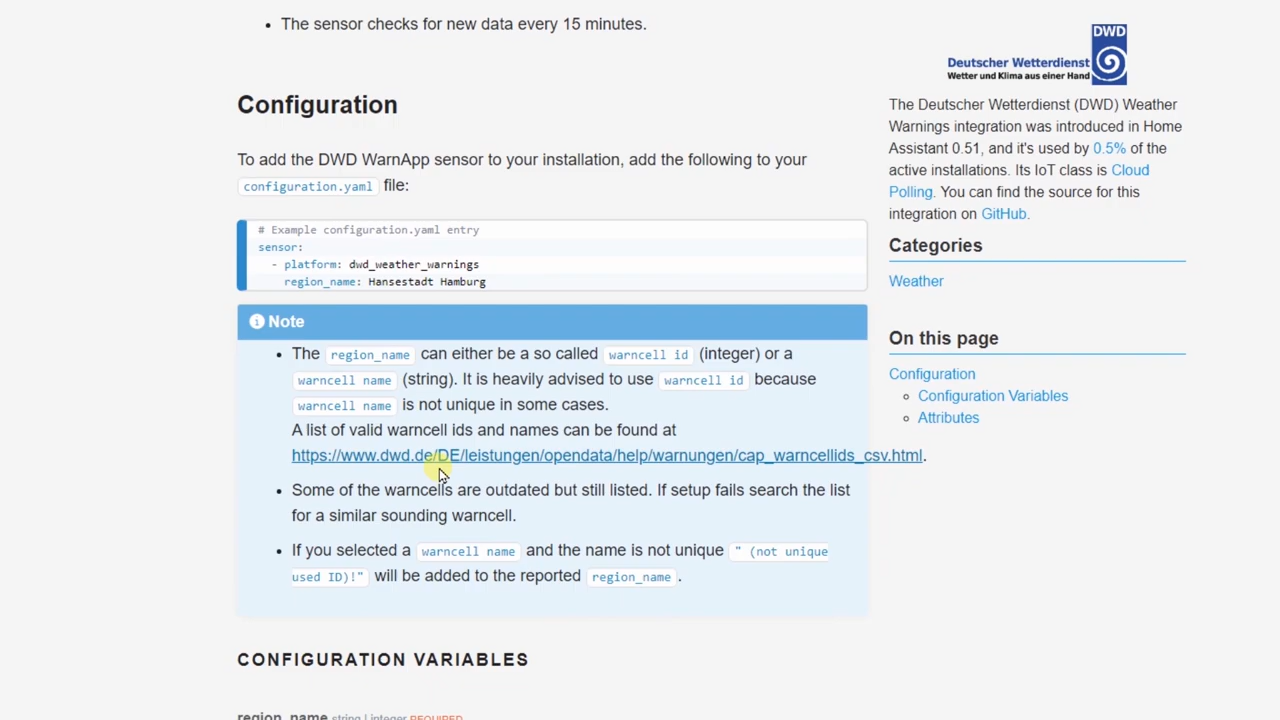 The sensor checks for new data every 15 minutes.
Configuration
To add the DWD WarnApp sensor to your installation, add the following to your
configuration.yaml file:
# Example configuration.yaml entry
sensor:
- platform: dwd_weather_warnings
region_name: Hansestadt Hamburg
Note
The region_name can either be a so called warncell id (integer) or a
warncell name (string). It is heavily advised to use warncell id because
warncell name is not unique in some cases.
A list of valid warncell ids and names can be found at
https://www.dwd.de/DE/leistungen/opendata/help/warnungen/cap_warncellids_csv.html.
Some of the warncells are outdated but still listed. If setup fails search the list
for a similar sounding warncell.
If you selected a warncell name and the name is not unique " (not unique
used ID)!" will be added to the reported region_name.
CONFIGURATION VARIABLES
region_name string | integer REQUIRED
DWD
Deutscher Wetterdienst
Wetter und Klima aus einer Hand
The Deutscher Wetterdienst (DWD) Weather
Warnings integration was introduced in Home
Assistant 0.51, and it's used by 0.5% of the
active installations. Its IoT class is Cloud
Polling. You can find the source for this
integration on GitHub.
Categories
Weather
On this page
Configuration
Configuration Variables
Attributes